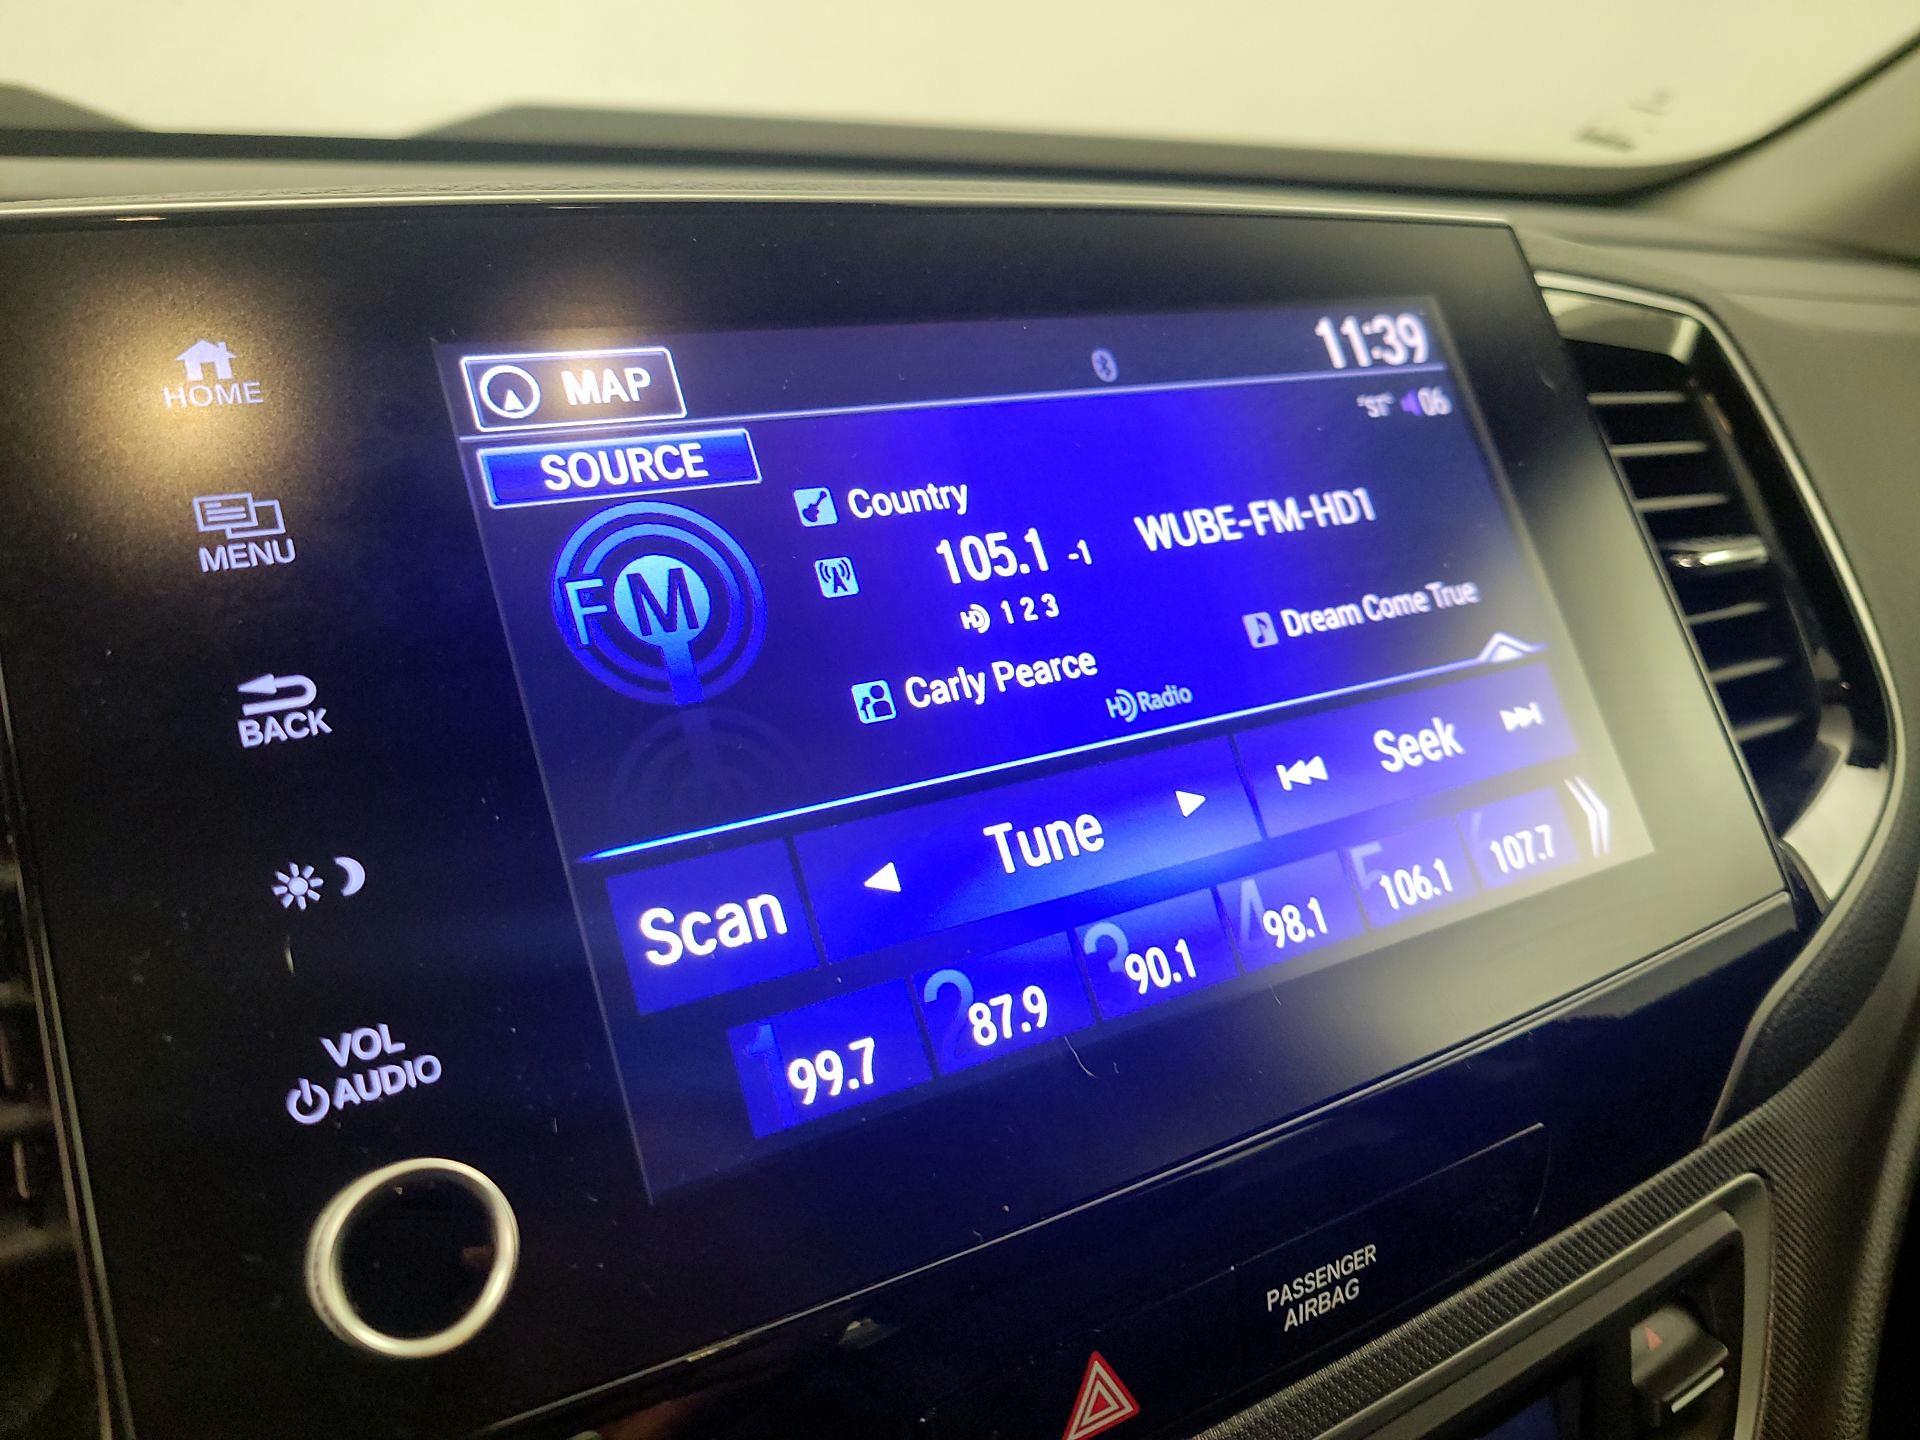 HOME
MENU
BACK
VOL
AUDIO
MAP
11:39
SOURCE
"ST" 06
FM
Country
105.1 -1
WUBE-FM-HD1
HD 1 2 3
Carly Pearce
Dream Come True
HD Radio
Scan
Tune
Seek
1 99.7
2 87.9
3 90.1
4 98.1
5 106.1
6 107.7
PASSENGER
AIRBAG